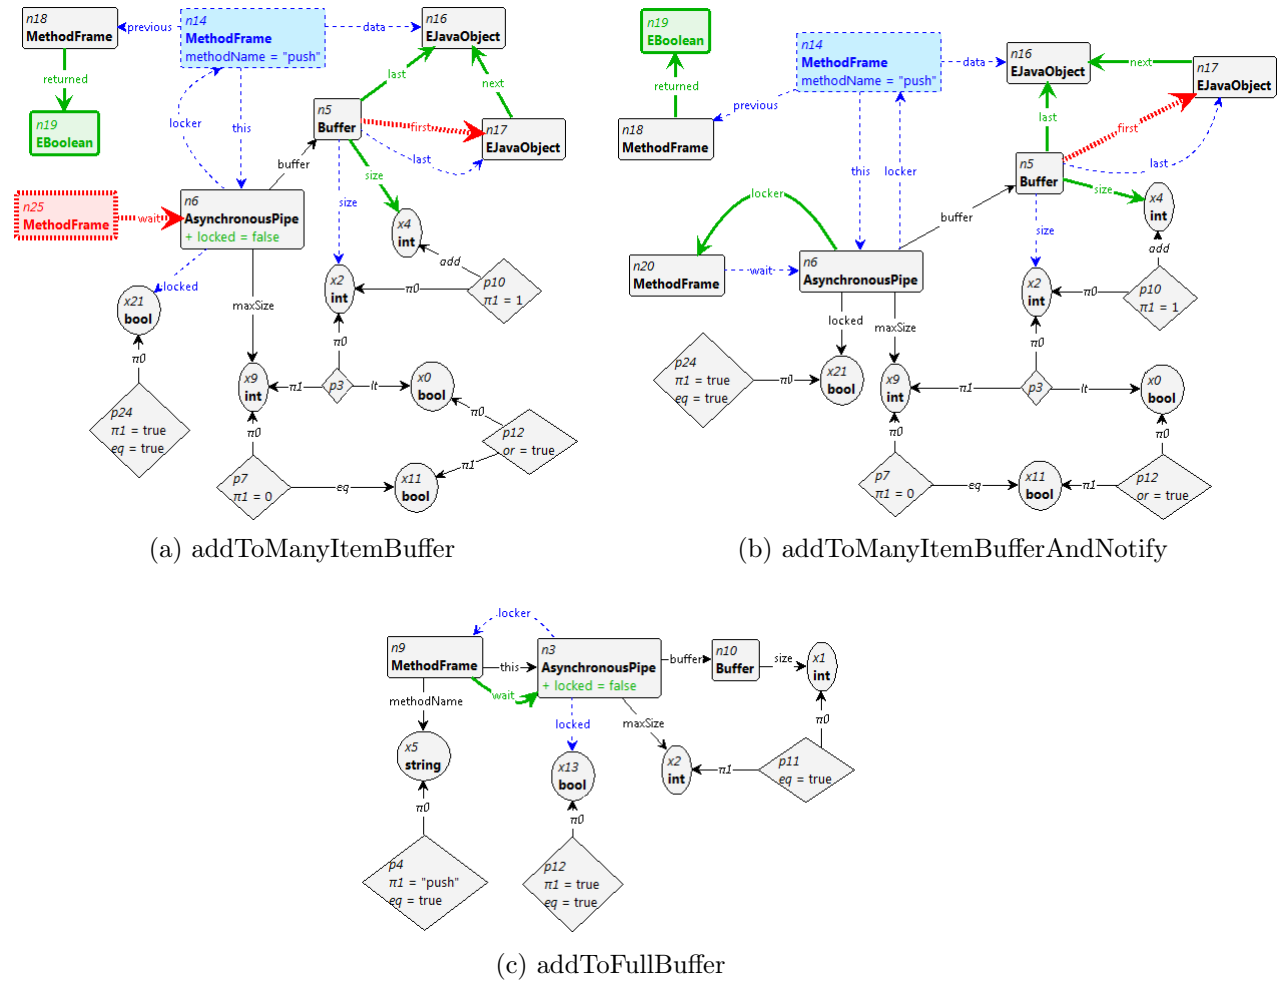 n18
MethodFrame
previous
n14
MethodFrame
methodName = "push"
data
n16
EJavaObject
returned
last
next
n19
EBoolean
locker
this
n5
Buffer
first
n17
EJavaObject
last
buffer
size
size
n25
MethodFrame
wait
n6
AsynchronousPipe
+ locked = false
x4
int
add
locked
x21
bool
maxSize
x2
int
π0
p10
π1 = 1
π0
π0
x9
int
π1
p3
lt
x0
bool
p24
π1 = true
eq = true
π0
π0
p12
or = true
p7
π1 = 0
eq
x11
bool
π1
(a) addToManyItemBuffer
n19
EBoolean
n14
MethodFrame
methodName = "push"
data
n16
EJavaObject
next
n17
EJavaObject
returned
previous
last
first
n18
MethodFrame
this
locker
n5
Buffer
last
size
x4
int
locker
buffer
size
add
n20
MethodFrame
wait
n6
AsynchronousPipe
x2
int
π0
p10
π1 = 1
locked
maxSize
π0
p24
π1 = true
eq = true
π0
x21
bool
x9
int
π1
p3
lt
x0
bool
π0
π0
p7
π1 = 0
eq
x11
bool
π1
p12
or = true
(b) addToManyItemBufferAndNotify
locker
n9
MethodFrame
this
n3
AsynchronousPipe
+ locked = false
buffer
n10
Buffer
size
x1
int
wait
methodName
locked
maxSize
π0
x5
string
x13
bool
x2
int
π1
p11
eq = true
π0
π0
p4
π1 = "push"
eq = true
p12
π1 = true
eq = true
(c) addToFullBuffer